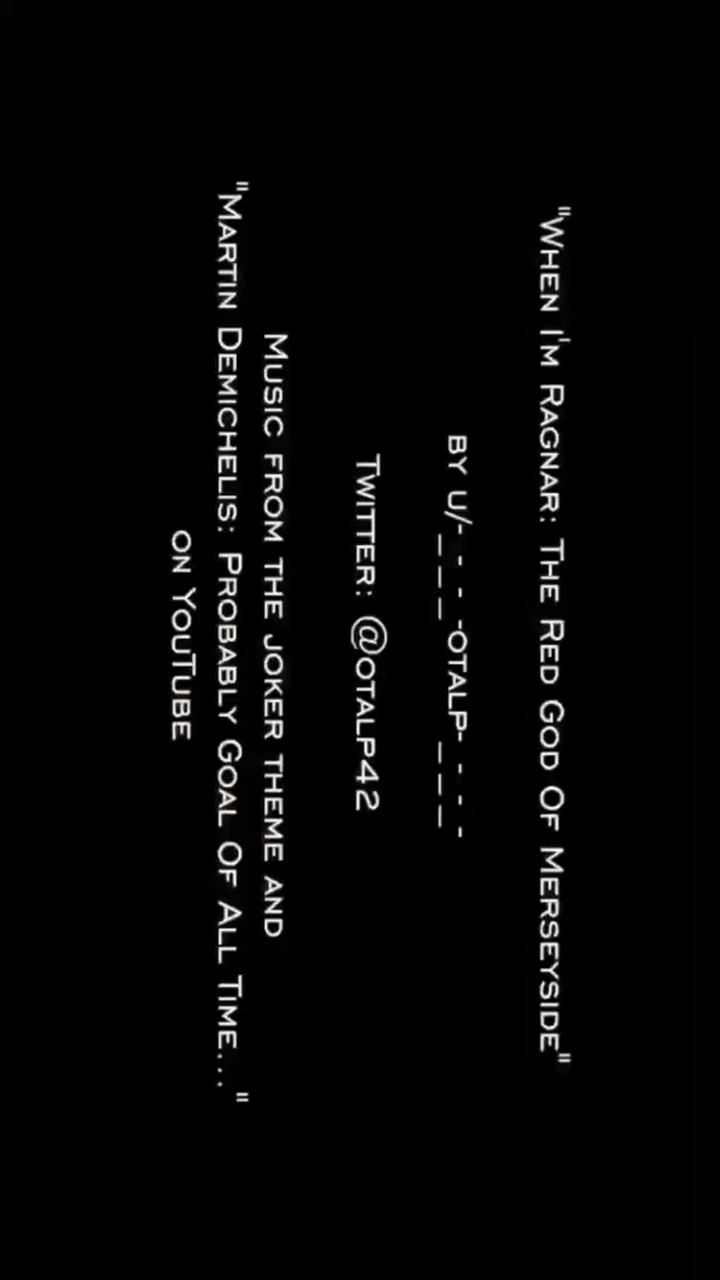 "When I'm Ragnar: The Red God Of Merseyside"
by u/-_-_-_-otalp-_-_-_-
Twitter: @otalp42
Music from the joker theme and
"Martin Demichelis: Probably Goal Of All Time..."
on YouTube